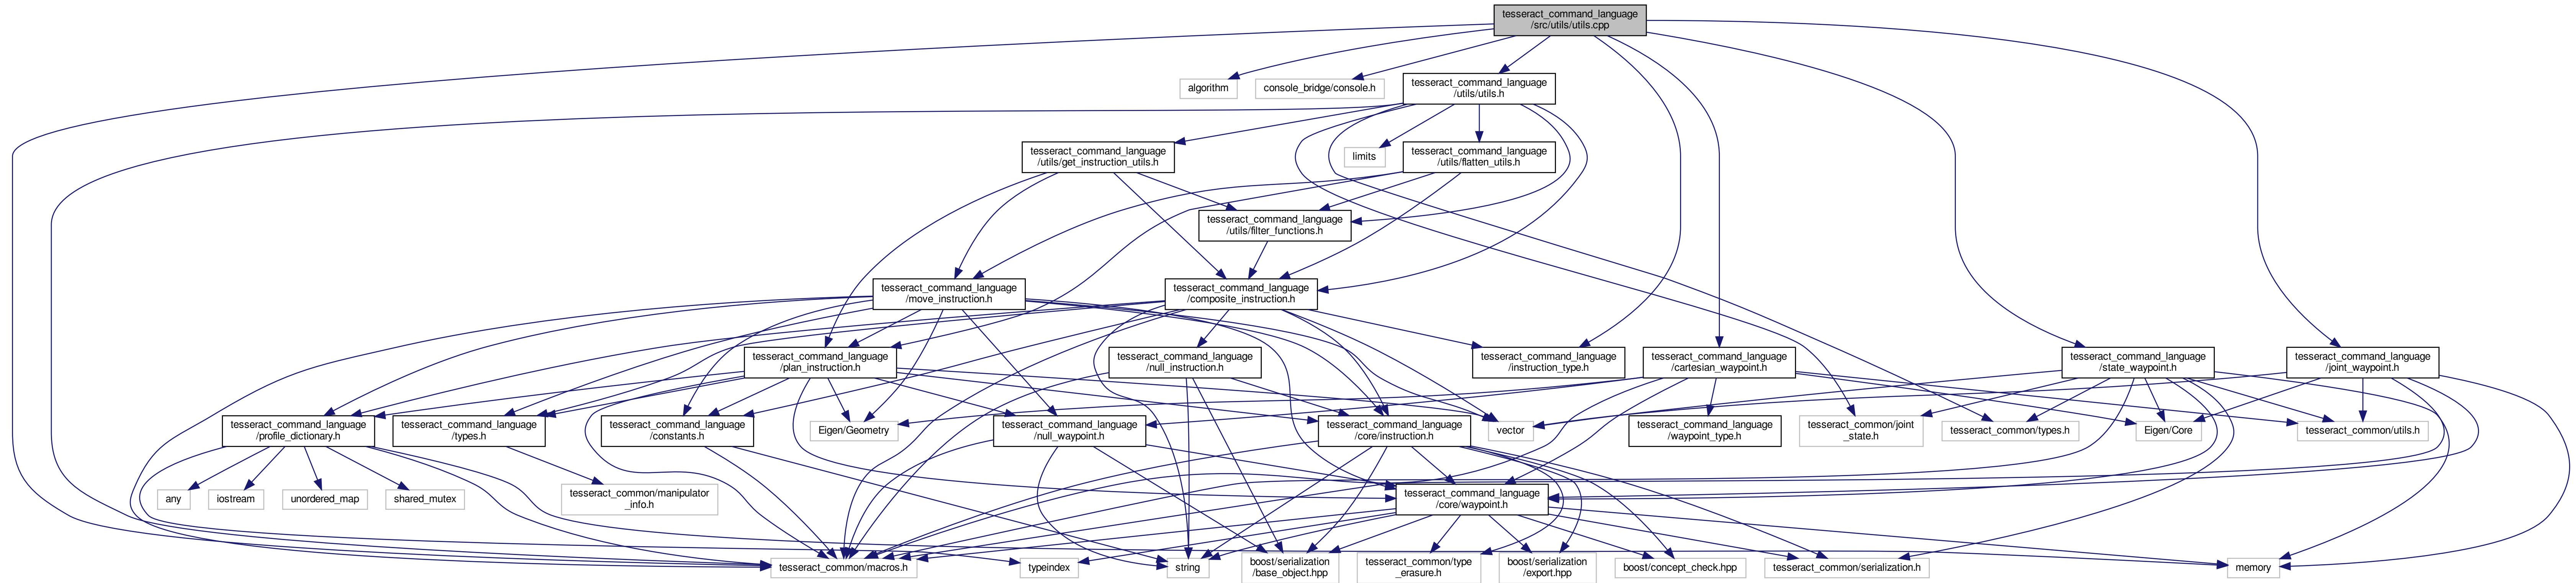 tesseract_command_language
/src/utils/utils.cpp
algorithm
console_bridge/console.h
tesseract_command_language
/utils/utils.h
tesseract_command_language
/utils/get_instruction_utils.h
limits
tesseract_command_language
/utils/flatten_utils.h
tesseract_command_language
/utils/filter_functions.h
tesseract_command_language
/move_instruction.h
tesseract_command_language
/composite_instruction.h
tesseract_command_language
/plan_instruction.h
tesseract_command_language
/null_instruction.h
tesseract_command_language
/instruction_type.h
tesseract_command_language
/cartesian_waypoint.h
tesseract_command_language
/state_waypoint.h
tesseract_command_language
/joint_waypoint.h
tesseract_command_language
/profile_dictionary.h
tesseract_command_language
/types.h
tesseract_command_language
/constants.h
Eigen/Geometry
tesseract_command_language
/null_waypoint.h
tesseract_command_language
/core/instruction.h
vector
tesseract_command_language
/waypoint_type.h
tesseract_common/joint
_state.h
tesseract_common/types.h
Eigen/Core
tesseract_common/utils.h
any
iostream
unordered_map
shared_mutex
tesseract_common/manipulator
_info.h
tesseract_command_language
/core/waypoint.h
tesseract_common/macros.h
typeindex
string
boost/serialization
/base_object.hpp
tesseract_common/type
_erasure.h
boost/serialization
/export.hpp
boost/concept_check.hpp
tesseract_common/serialization.h
memory